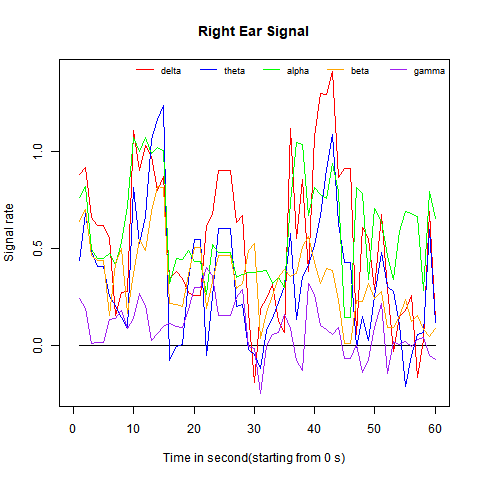 Right Ear Signal
delta theta alpha beta gamma
Signal rate
0.0 0.5 1.0
0 10 20 30 40 50 60
Time in second(starting from 0 s)